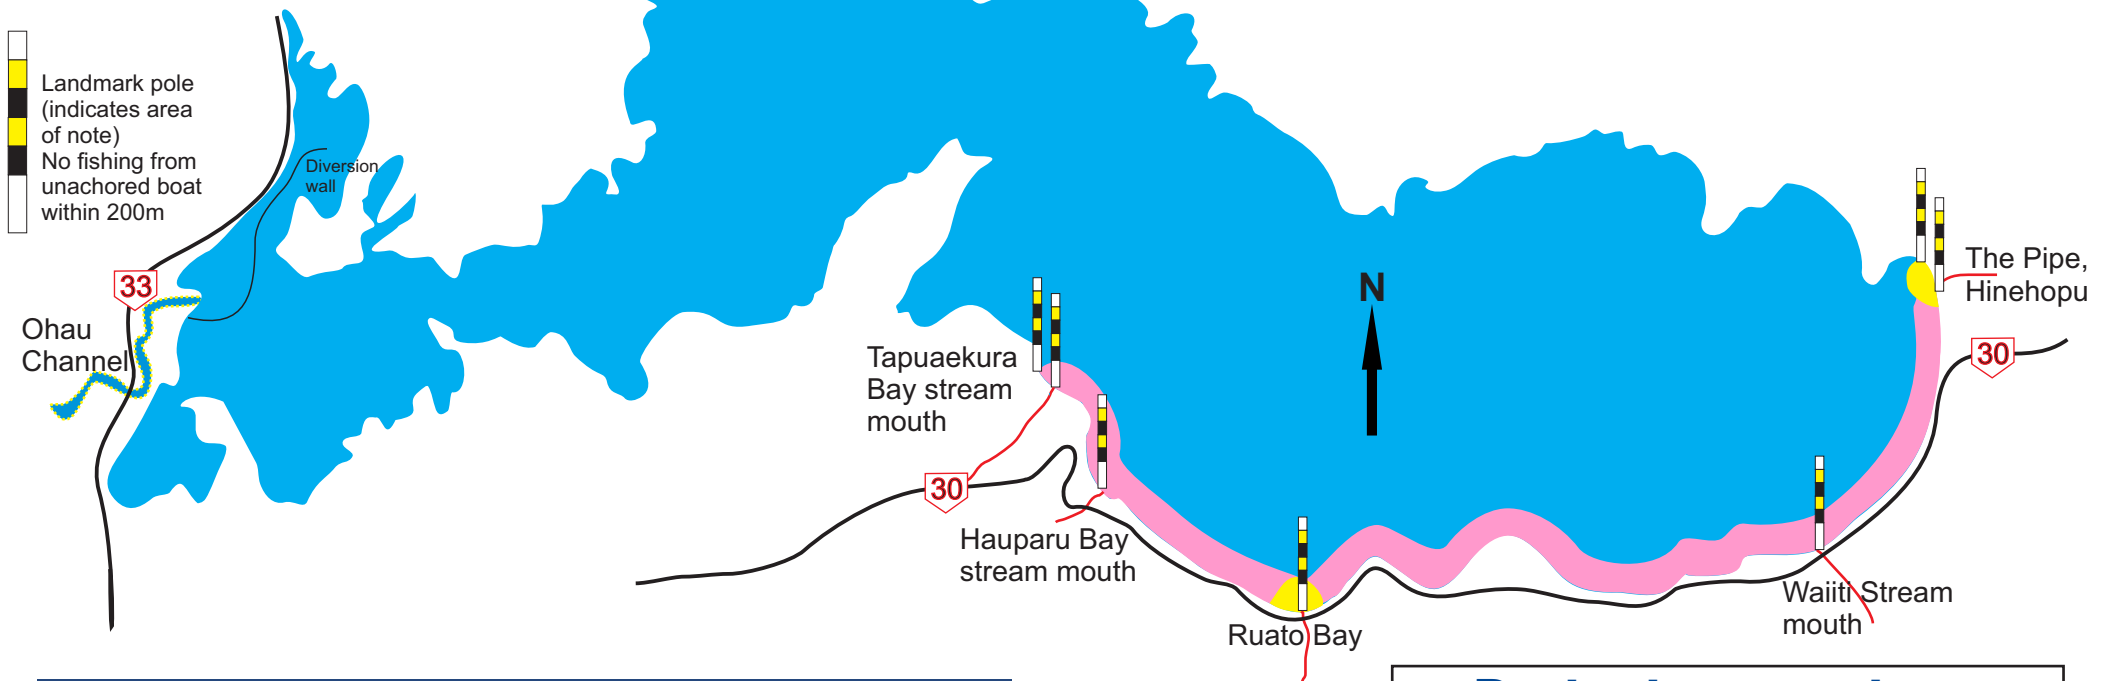 Landmark pole
(indicates area
of note)
No fishing from
unachored boat
within 200m
Diversion
wall
33
Ohau
Channel
Tapuaekura
Bay stream
mouth
30
Hauparu Bay
stream mouth
N
Ruato Bay
The Pipe,
Hinehopu
30
Waiiti Stream
mouth